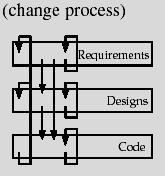 (change process)
Requirements
Designs
Code